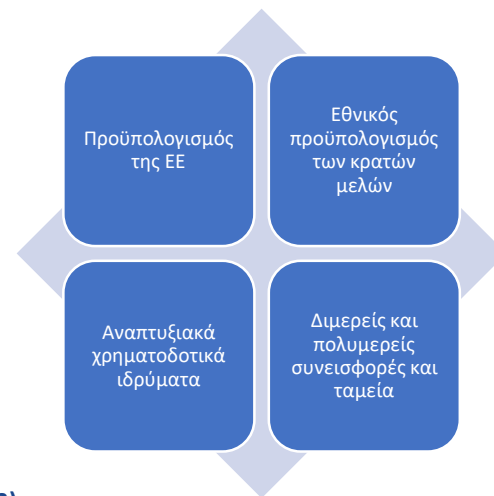 Προϋπολογισμός
της ΕΕ
Εθνικός
προϋπολογισμός
των κρατών
μελών
Αναπτυξιακά
χρηματοδοτικά
ιδρύματα
Διμερείς και
πολυμερείς
συνεισφορές και
ταμεία